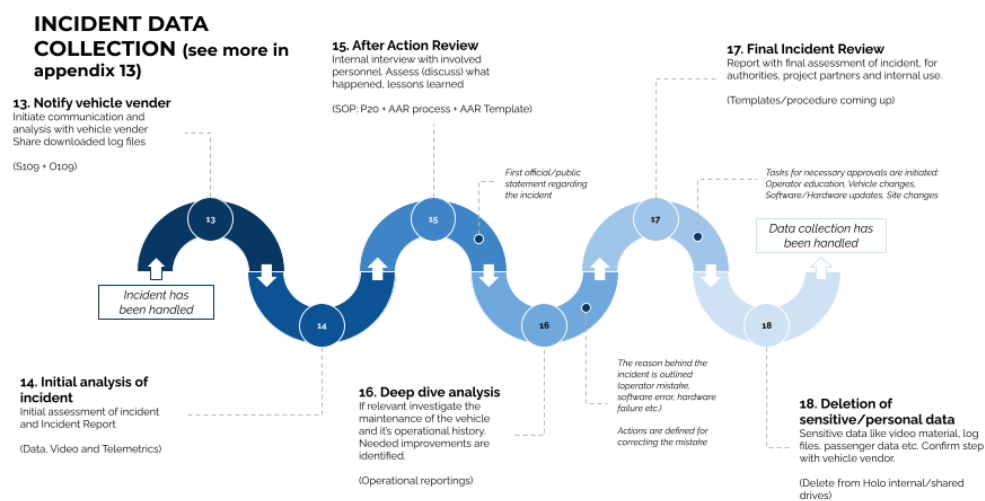 INCIDENT DATA
COLLECTION (see more in
appendix 13)
13. Notify vehicle vender
Initiate communication and
analysis with vehicle vender
Share downloaded log files
(S109 + O109)
15. After Action Review
Internal interview with involved
personnel. Assess (discuss) what
happened, lessons learned
(SOP: P20 + AAR process + AAR Template)
17. Final Incident Review
Report with final assessment of incident, for
authorities, project partners and internal use.
(Templates/procedure coming up)
First official/public
statement regarding
the incident
Tasks for necessary approvals are initiated:
Operator education, Vehicle changes,
Software/Hardware updates, Site changes
13
15
17
Data collection has
been handled
Incident has
been handled
14
16
18
14. Initial analysis of
incident
Initial assessment of incident
and Incident Report
(Data, Video and Telemetrics)
16. Deep dive analysis
If relevant investigate the
maintenance of the vehicle
and it's operational history.
Needed improvements are
identified.
(Operational reportings)
The reason behind the
incident is outlined
(operator mistake,
software error, hardware
failure etc.)
Actions are defined for
correcting the mistake
18. Deletion of
sensitive/personal data
Sensitive data like video material, log
files, passenger data etc. Confirm step
with vehicle vendor.
(Delete from Holo internal/shared
drives)